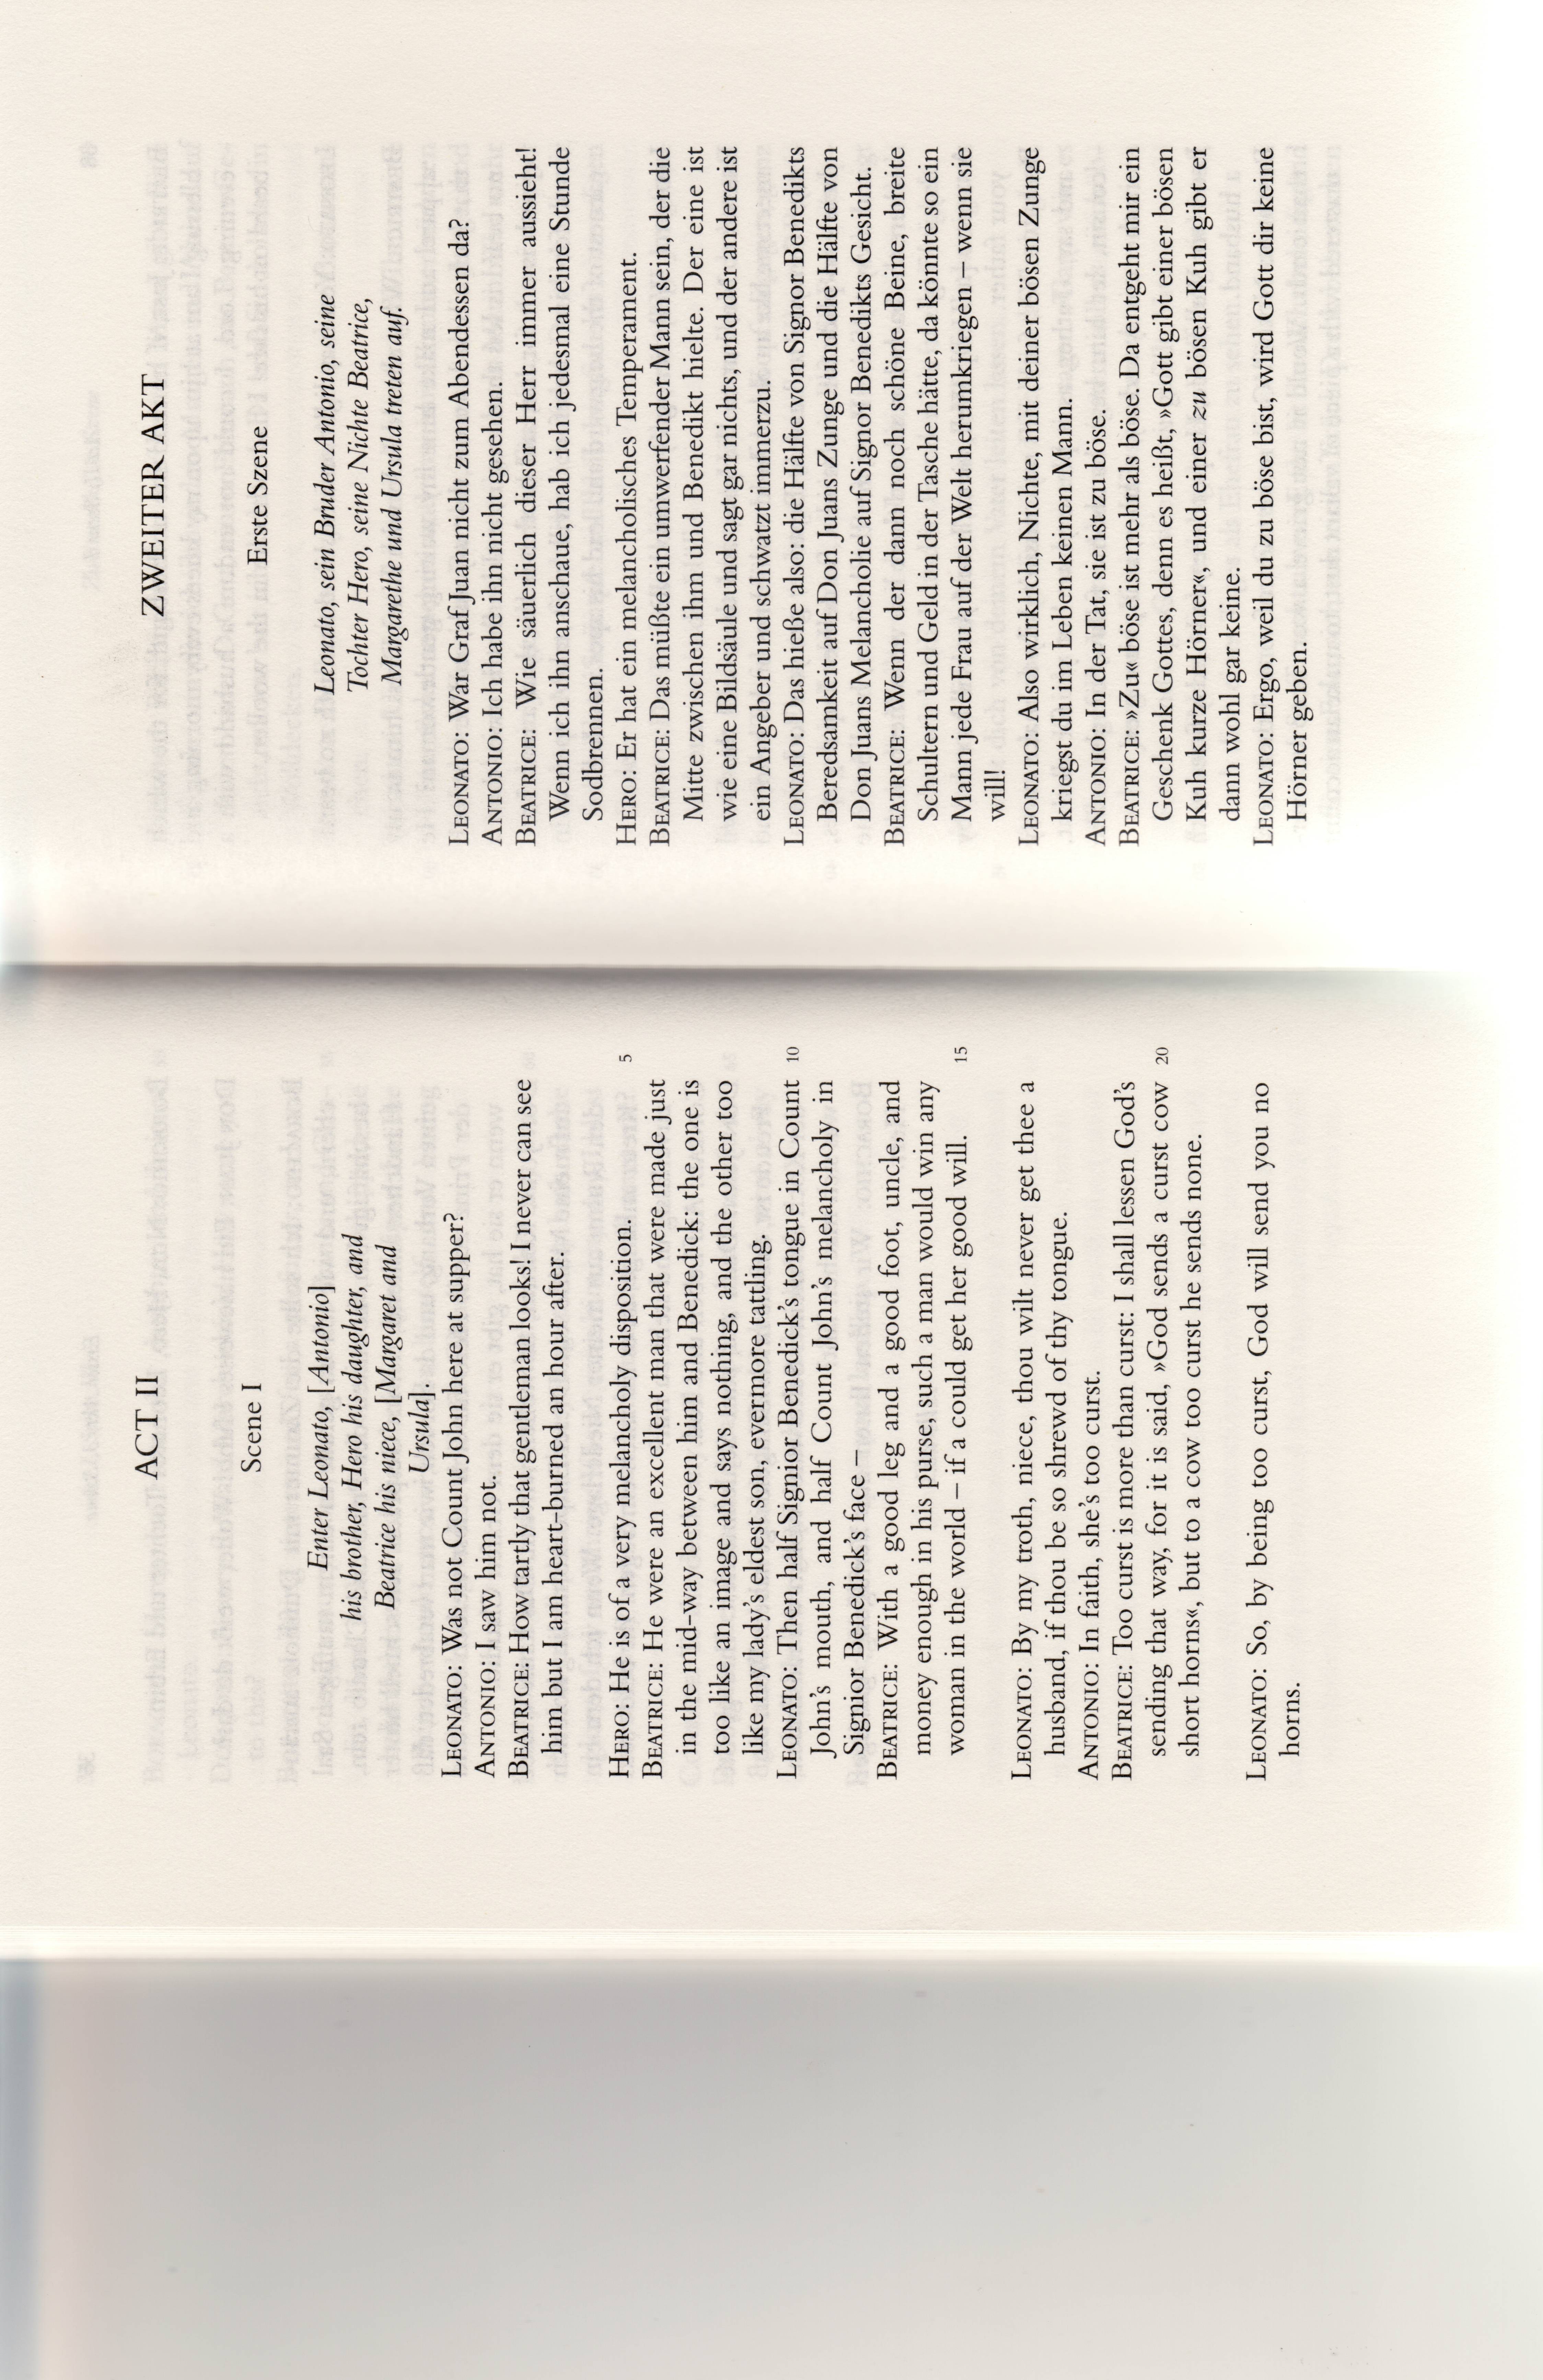 ACT II
Scene I
Enter Leonato, [Antonio]
his brother, Hero his daughter, and
Beatrice his niece, [Margaret and
Ursula].
LEONATO: Was not Count John here at supper?
ANTONIO: I saw him not.
BEATRICE: How tartly that gentleman looks! I never can see
him but I am heart-burned an hour after.
HERO: He is of a very melancholy disposition. 5
BEATRICE: He were an excellent man that were made just
in the mid-way between him and Benedick: the one is
too like an image and says nothing, and the other too
like my lady's eldest son, evermore tattling.
LEONATO: Then half Signior Benedick's tongue in Count 10
John's mouth, and half Count John's melancholy in
Signior Benedick's face –
BEATRICE: With a good leg and a good foot, uncle, and
money enough in his purse, such a man would win any
woman in the world – if a could get her good will. 15
LEONATO: By my troth, niece, thou wilt never get thee a
husband, if thou be so shrewd of thy tongue.
ANTONIO: In faith, she's too curst.
BEATRICE: Too curst is more than curst: I shall lessen God's
sending that way, for it is said, »God sends a curst cow 20
short horns«, but to a cow too curst he sends none.
LEONATO: So, by being too curst, God will send you no
horns.
ZWEITER AKT
Erste Szene
Leonato, sein Bruder Antonio, seine
Tochter Hero, seine Nichte Beatrice,
Margarethe und Ursula treten auf.
LEONATO: War Graf Juan nicht zum Abendessen da?
ANTONIO: Ich habe ihn nicht gesehen.
BEATRICE: Wie säuerlich dieser Herr immer aussieht!
Wenn ich ihn anschaue, hab ich jedesmal eine Stunde
Sodbrennen.
HERO: Er hat ein melancholisches Temperament.
BEATRICE: Das müßte ein umwerfender Mann sein, der die
Mitte zwischen ihm und Benedikt hielte. Der eine ist
wie eine Bildsäule und sagt gar nichts, und der andere ist
ein Angeber und schwatzt immerzu.
LEONATO: Das hieße also: die Hälfte von Signor Benedikts
Beredsamkeit auf Don Juans Zunge und die Hälfte von
Don Juans Melancholie auf Signor Benedikts Gesicht.
BEATRICE: Wenn der dann noch schöne Beine, breite
Schultern und Geld in der Tasche hätte, da könnte so ein
Mann jede Frau auf der Welt herumkriegen – wenn sie
will!
LEONATO: Also wirklich, Nichte, mit deiner bösen Zunge
kriegst du im Leben keinen Mann.
ANTONIO: In der Tat, sie ist zu böse.
BEATRICE: »Zu« böse ist mehr als böse. Da entgeht mir ein
Geschenk Gottes, denn es heißt, »Gott gibt einer bösen
Kuh kurze Hörner«, und einer zu bösen Kuh gibt er
dann wohl gar keine.
LEONATO: Ergo, weil du zu böse bist, wird Gott dir keine
Hörner geben.